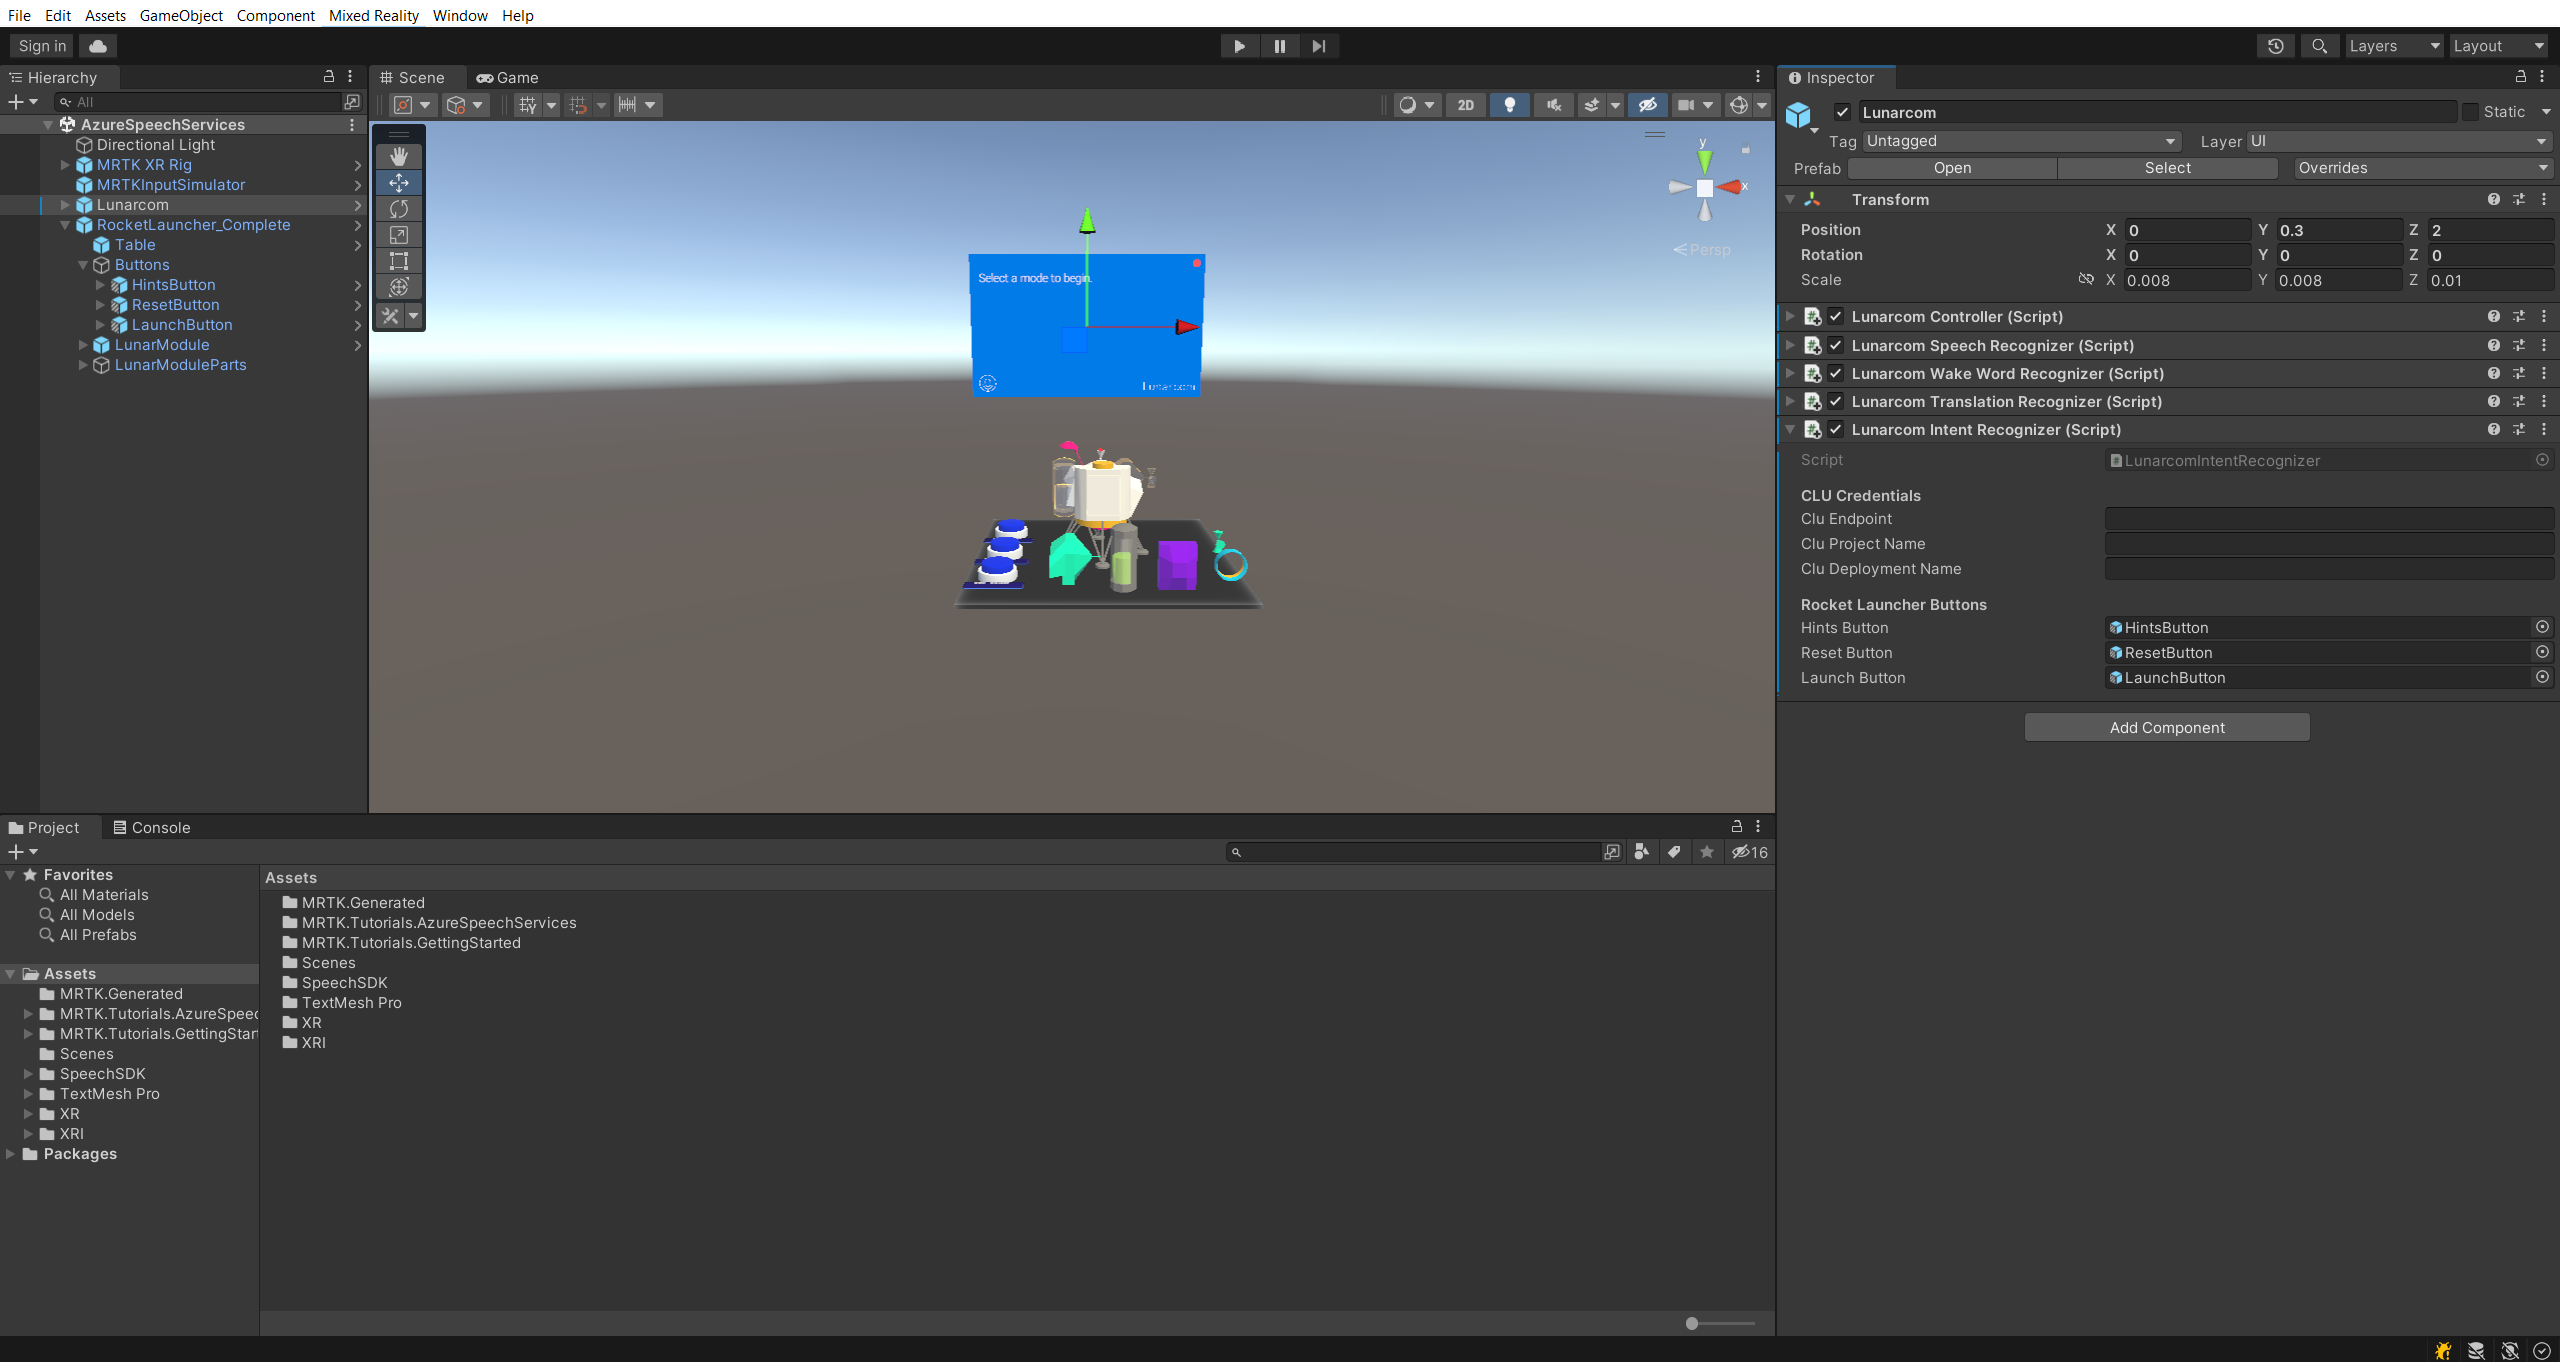 File Edit Assets GameObject Component Mixed Reality Window Help
Sign in
Layers Layout
Hierarchy
All
AzureSpeechServices
Directional Light
MRTK XR Rig
MRTKInputSimulator
Lunarcom
RocketLauncher_Complete
Table
Buttons
HintsButton
ResetButton
LaunchButton
LunarModule
LunarModuleParts
Scene Game
2D
y
x
Persp
Select a mode to begin.
Lunarcom
Inspector
Lunarcom Static
Tag Untagged Layer UI
Prefab Open Select Overrides
Transform
Position X 0 Y 0.3 Z 2
Rotation X 0 Y 0 Z 0
Scale X 0.008 Y 0.008 Z 0.01
Lunarcom Controller (Script)
Lunarcom Speech Recognizer (Script)
Lunarcom Wake Word Recognizer (Script)
Lunarcom Translation Recognizer (Script)
Lunarcom Intent Recognizer (Script)
Script LunarcomIntentRecognizer
CLU Credentials
Clu Endpoint
Clu Project Name
Clu Deployment Name
Rocket Launcher Buttons
Hints Button HintsButton
Reset Button ResetButton
Launch Button LaunchButton
Add Component
Project Console
16
Favorites
All Materials
All Models
All Prefabs
Assets
MRTK.Generated
MRTK.Tutorials.AzureSpeec
MRTK.Tutorials.GettingStar
Scenes
SpeechSDK
TextMesh Pro
XR
XRI
Packages
Assets
MRTK.Generated
MRTK.Tutorials.AzureSpeechServices
MRTK.Tutorials.GettingStarted
Scenes
SpeechSDK
TextMesh Pro
XR
XRI